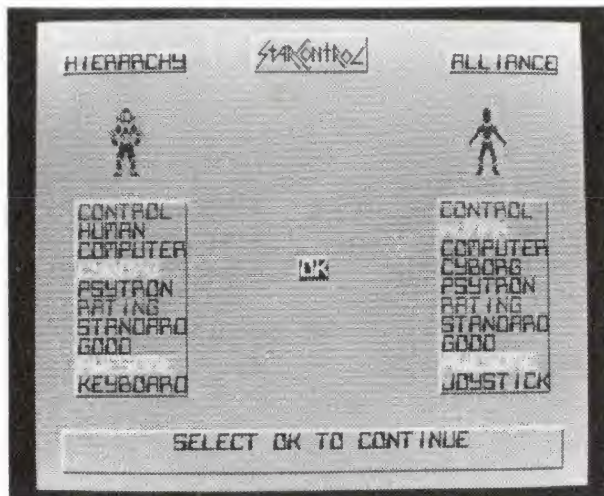 HIERARCHY
STARCONTROL
ALLIANCE
CONTROL
HUMAN
COMPUTER
PSYTRON
RATING
STANDARD
GOOD
KEYBOARD
OK
CONTROL
COMPUTER
CYBORG
PSYTRON
RATING
STANDARD
GOOD
JOYSTICK
SELECT OK TO CONTINUE